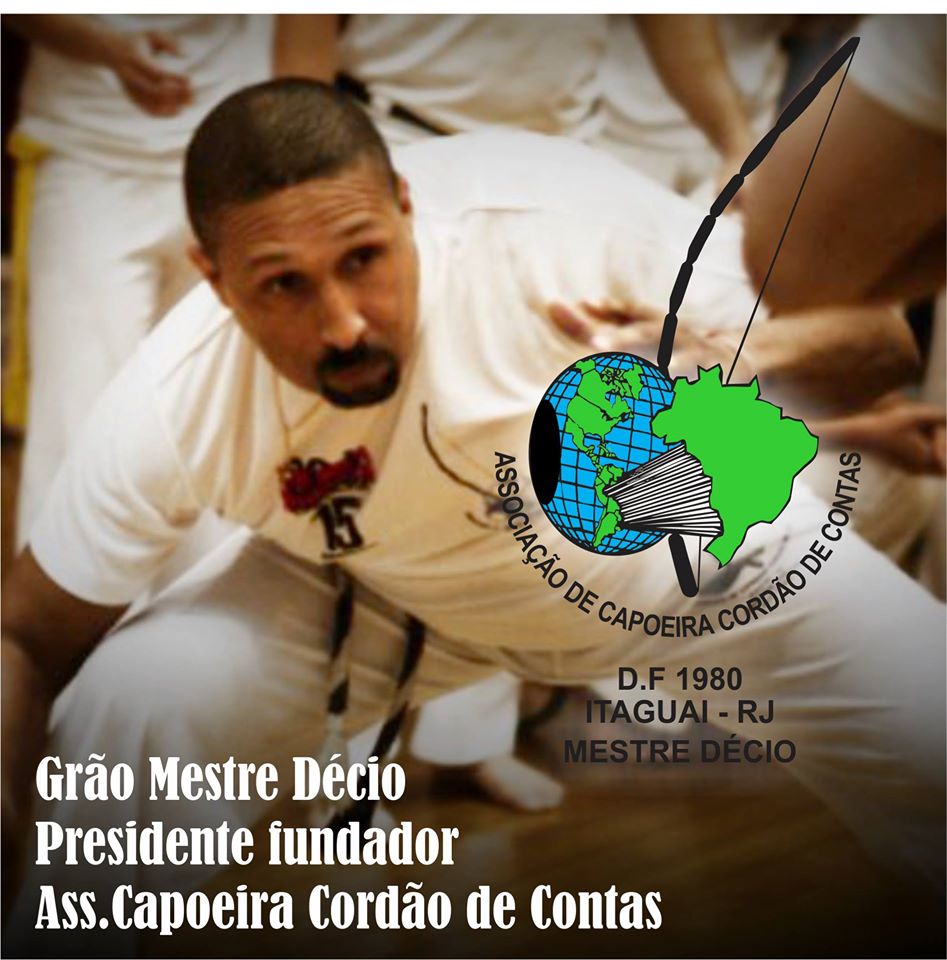 15
ASSOCIAÇÃO DE CAPOEIRA CORDÃO DE CONTAS
D.F 1980
ITAGUAI - RJ
MESTRE DÉCIO
Grão Mestre Décio
Presidente fundador
Ass.Capoeira Cordão de Contas